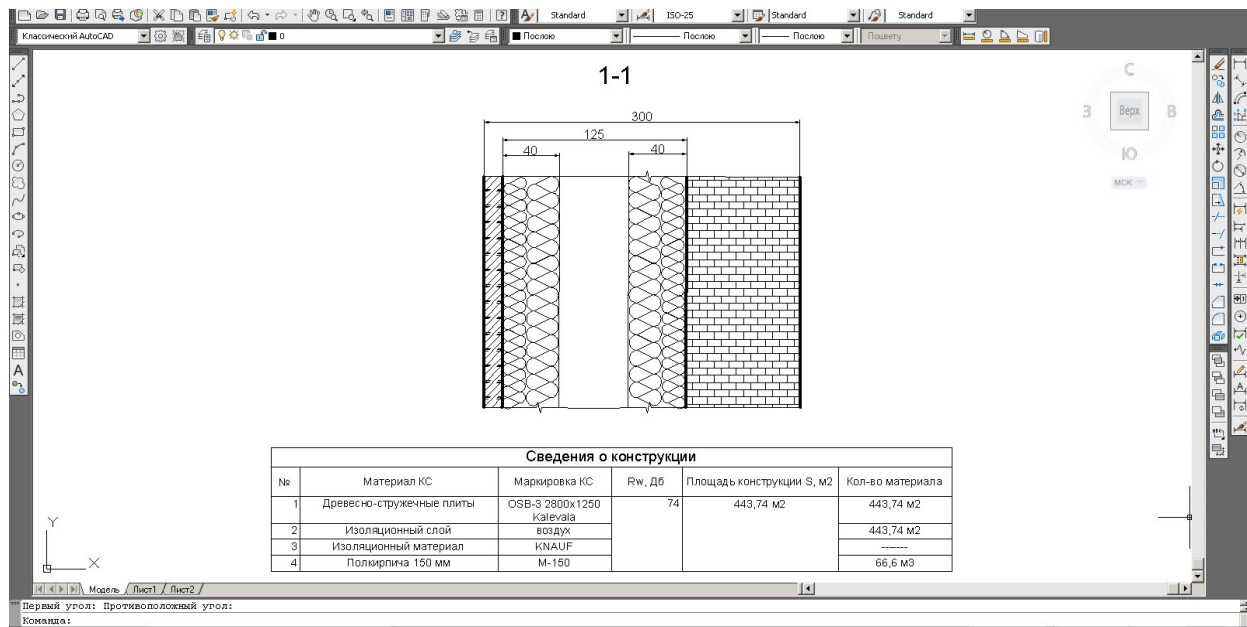 Standard
ISO-25
Standard
Standard
Классический AutoCAD
0
Послою
Послою
Послою
Поцвету
1-1
С
З
Верх
В
Ю
МСК
300
125
40
40
Сведения о конструкции
№ Материал КС Маркировка КС Rw, Дб Площадь конструкции S, м2 Кол-во материала
1 Древесно-стружечные плиты OSB-3 2800x1250 74 443,74 м2 443,74 м2
Kalevala
2 Изоляционный слой воздух 443,74 м2
3 Изоляционный материал KNAUF -------
4 Полкирпича 150 мм М-150 66,6 м3
Y
X
Модель Лист1 Лист2
Первый угол: Противоположный угол:
Команда:
A